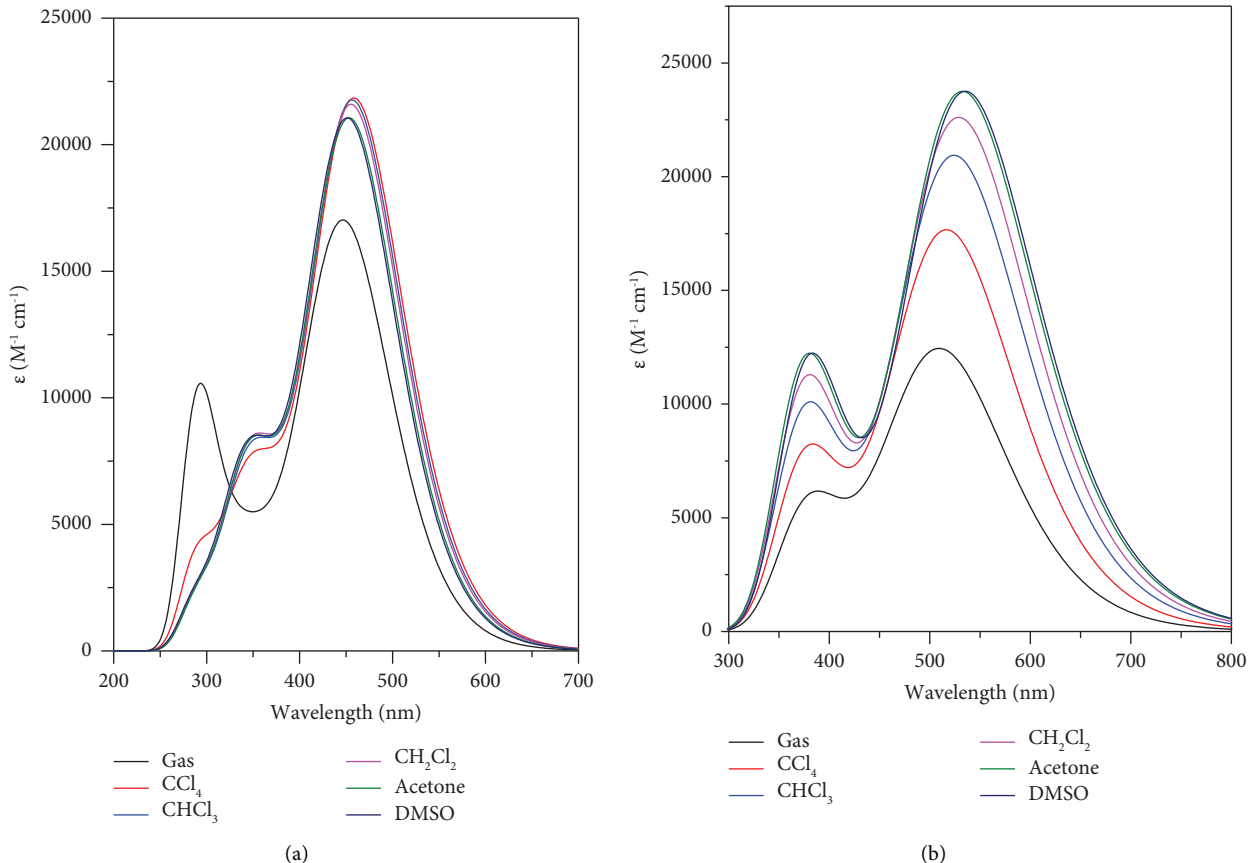 25000
20000
15000
10000
5000
0
ε (M⁻¹ cm⁻¹)
200 300 400 500 600 700
Wavelength (nm)
Gas
CCl₄
CHCl₃
CH₂Cl₂
Acetone
DMSO
(a)
25000
20000
15000
10000
5000
0
ε (M⁻¹ cm⁻¹)
300 400 500 600 700 800
Wavelength (nm)
Gas
CCl₄
CHCl₃
CH₂Cl₂
Acetone
DMSO
(b)